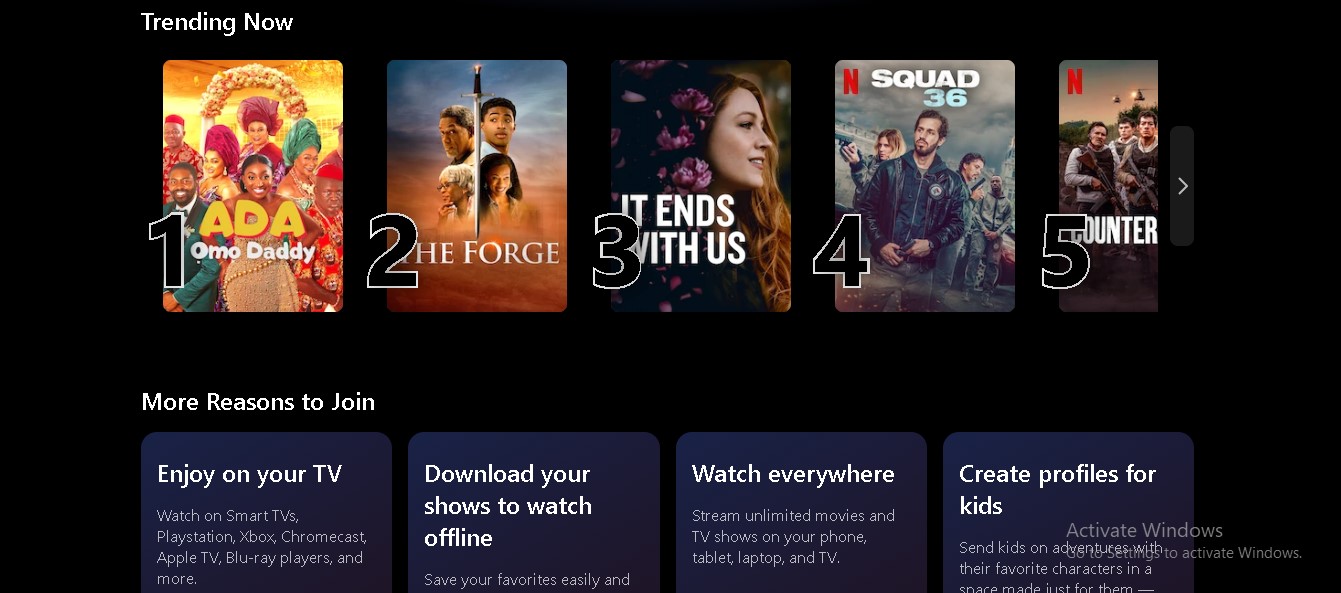 Trending Now
N
SQUAD
36
N
ADA
Omo Daddy
1
THE FORGE
2
IT ENDS
WITH US
3
4
COUNTER
5
More Reasons to Join
Enjoy on your TV
Watch on Smart TVs,
Playstation, Xbox, Chromecast,
Apple TV, Blu-ray players, and
more.
Download your
shows to watch
offline
Save your favorites easily and
Watch everywhere
Stream unlimited movies and
TV shows on your phone,
tablet, laptop, and TV.
Create profiles for
kids
Send kids on adventures with
their favorite characters in a
space made just for them —
Activate Windows
Go to Settings to activate Windows.